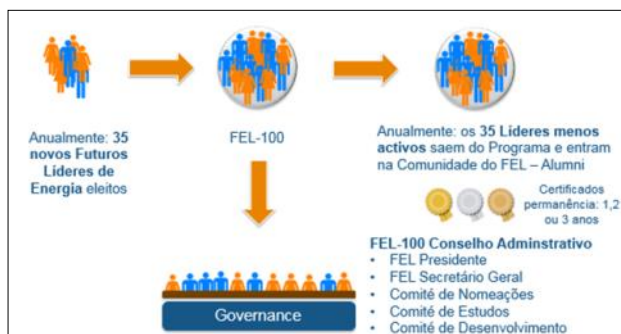 Anualmente: 35
novos Futuros
Líderes de
Energia eleitos
FEL-100
Anualmente: os 35 Líderes menos
activos saem do Programa e entram
na Comunidade do FEL – Alumni
Certificados
permanência: 1,2
ou 3 anos
FEL-100 Conselho Adminstrativo
• FEL Presidente
• FEL Secretário Geral
• Comité de Nomeações
• Comité de Estudos
• Comité de Desenvolvimento
Governance